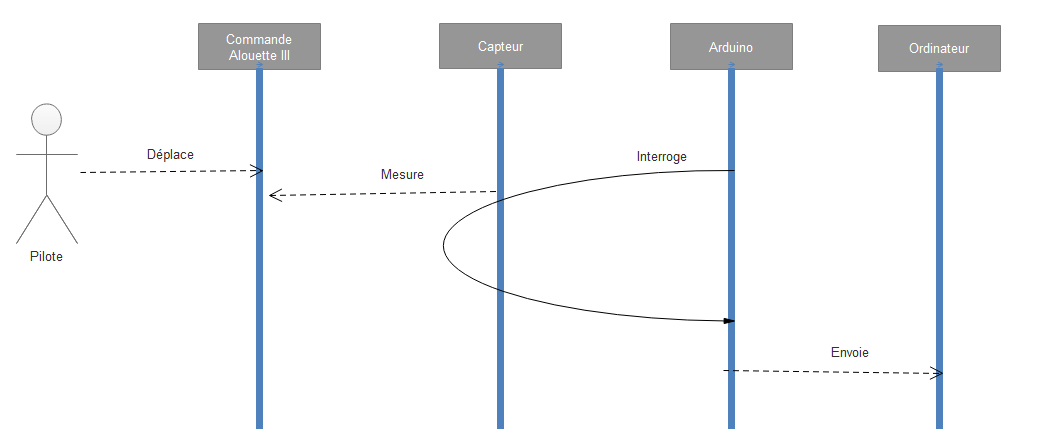 Commande
Alouette III
Capteur
Arduino
Ordinateur
Déplace
Mesure
Interroge
Pilote
Envoie